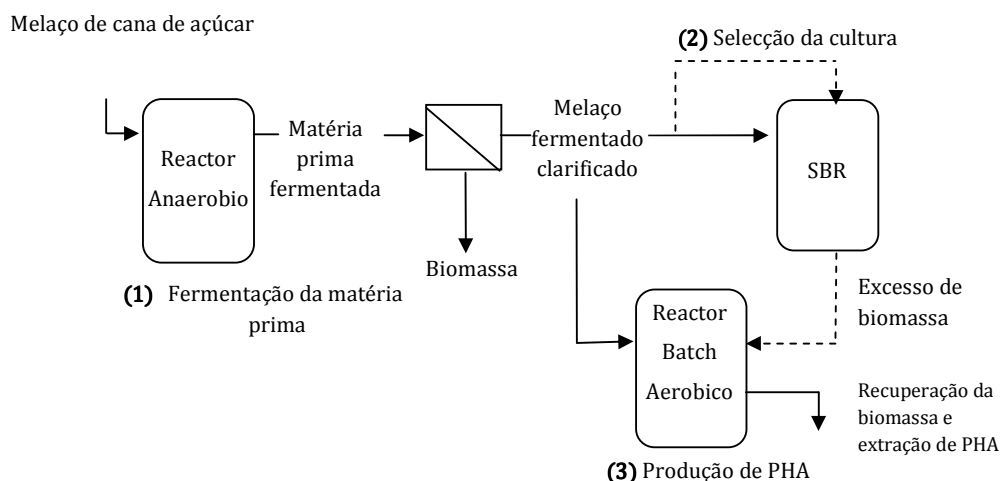 Melaço de cana de açúcar
(2) Selecção da cultura
Reactor
Anaerobio
Matéria
prima
fermentada
Melaço
fermentado
clarificado
SBR
Biomassa
(1) Fermentação da matéria
prima
Excesso de
biomassa
Reactor
Batch
Aerobico
Recuperação da
biomassa e
extração de PHA
(3) Produção de PHA